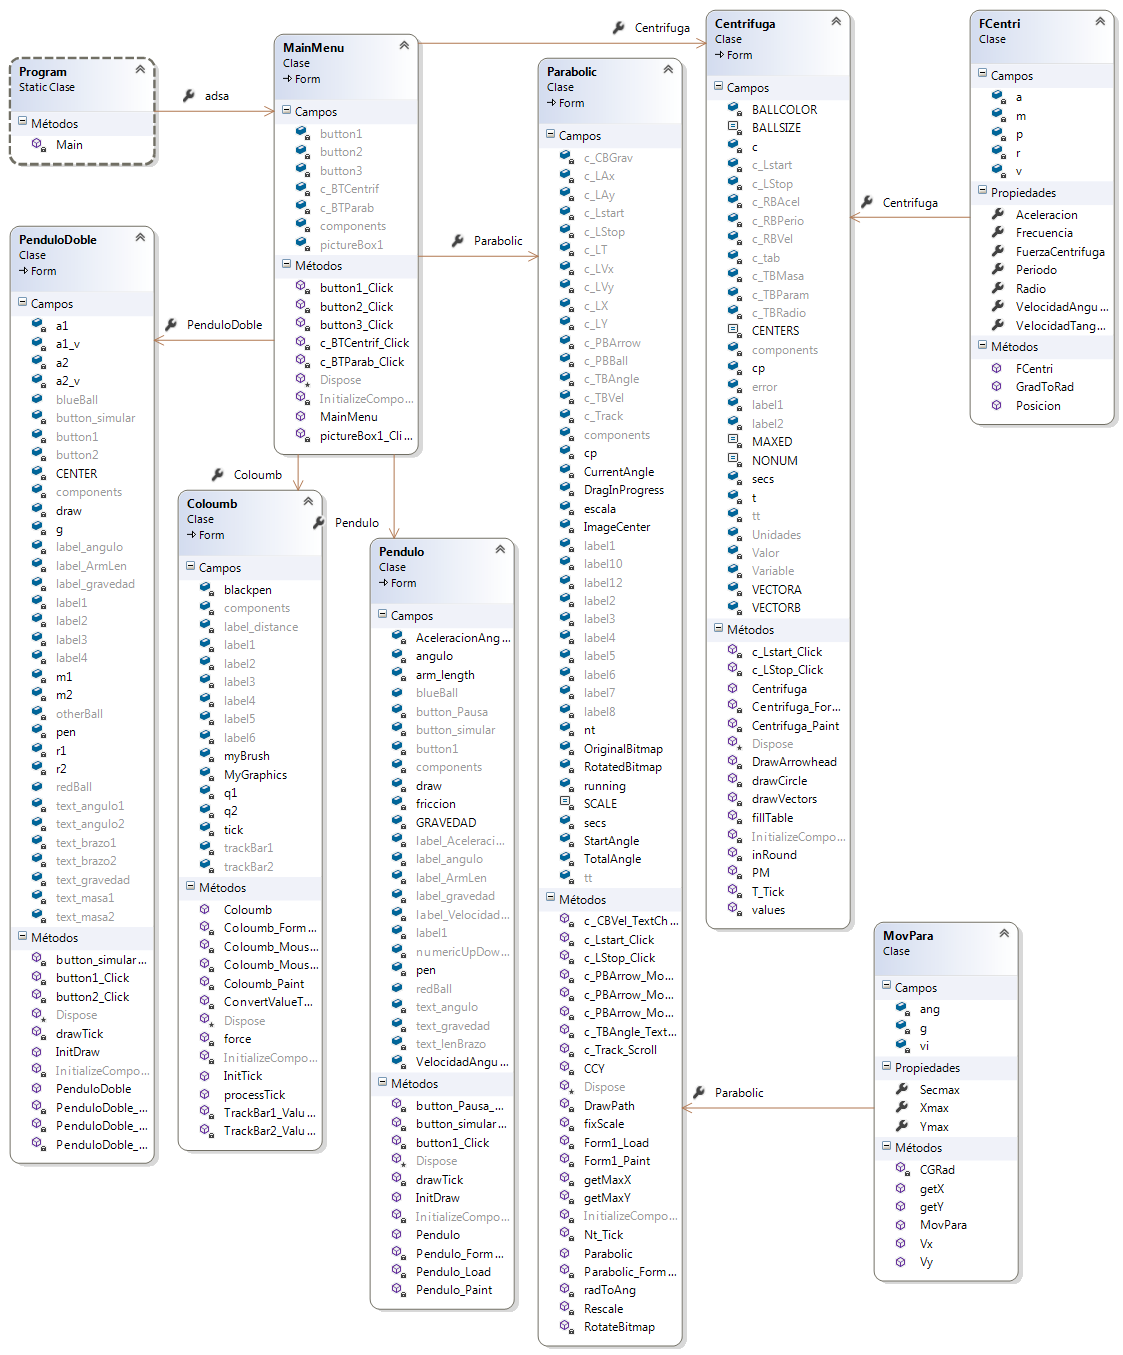 Program
Static Clase
Métodos
Main
adsa
MainMenu
Clase
Form
Campos
button1
button2
button3
c_BTCentrif
c_BTParab
components
pictureBox1
Métodos
button1_Click
button2_Click
button3_Click
c_BTCentrif_Click
c_BTParab_Click
Dispose
InitializeCompo...
MainMenu
pictureBox1_Cli...
Centrifuga
Parabolic
PenduloDoble
Coloumb
Pendulo
PenduloDoble
Clase
Form
Campos
a1
a1_v
a2
a2_v
blueBall
button_simular
button1
button2
CENTER
components
draw
g
label_angulo
label_ArmLen
label_gravedad
label1
label2
label3
label4
m1
m2
otherBall
pen
r1
r2
redBall
text_angulo1
text_angulo2
text_brazo1
text_brazo2
text_gravedad
text_masa1
text_masa2
Métodos
button_simular...
button1_Click
button2_Click
Dispose
drawTick
InitDraw
InitializeCompo...
PenduloDoble
PenduloDoble_...
PenduloDoble_...
PenduloDoble_...
Coloumb
Clase
Form
Campos
blackpen
components
label_distance
label1
label2
label3
label4
label5
label6
myBrush
MyGraphics
q1
q2
tick
trackBar1
trackBar2
Métodos
Coloumb
Coloumb_Form...
Coloumb_Mous...
Coloumb_Mous...
Coloumb_Paint
ConvertValueT...
Dispose
force
InitializeCompo...
InitTick
processTick
TrackBar1_Valu...
TrackBar2_Valu...
Pendulo
Clase
Form
Campos
AceleracionAng...
angulo
arm_length
blueBall
button_Pausa
button_simular
button1
components
draw
friccion
GRAVEDAD
label_Aceleraci...
label_angulo
label_ArmLen
label_gravedad
label_Velocidad...
label1
numericUpDow...
pen
redBall
text_angulo
text_gravedad
text_lenBrazo
VelocidadAngu...
Métodos
button_Pausa_...
button_simular...
button1_Click
Dispose
drawTick
InitDraw
InitializeCompo...
Pendulo
Pendulo_Form...
Pendulo_Load
Pendulo_Paint
Parabolic
Clase
Form
Campos
c_CBGrav
c_LAx
c_LAy
c_Lstart
c_LStop
c_LT
c_LVx
c_LVy
c_LX
c_LY
c_PBArrow
c_PBBall
c_TBAngle
c_TBVel
c_Track
components
cp
CurrentAngle
DragInProgress
escala
ImageCenter
label1
label10
label12
label2
label3
label4
label5
label6
label7
label8
nt
OriginalBitmap
RotatedBitmap
running
SCALE
secs
StartAngle
TotalAngle
tt
Métodos
c_CBVel_TextCh...
c_Lstart_Click
c_LStop_Click
c_PBArrow_Mo...
c_PBArrow_Mo...
c_PBArrow_Mo...
c_TBAngle_Text...
c_Track_Scroll
CCY
Dispose
DrawPath
fixScale
Form1_Load
Form1_Paint
getMaxX
getMaxY
InitializeCompo...
Nt_Tick
Parabolic
Parabolic_Form...
radToAng
Rescale
RotateBitmap
Centrifuga
Clase
Form
Campos
BALLCOLOR
BALLSIZE
c
c_Lstart
c_LStop
c_RBAcel
c_RBPerio
c_RBVel
c_tab
c_TBMasa
c_TBParam
c_TBRadio
CENTERS
components
cp
error
label1
label2
MAXED
NONUM
secs
t
tt
Unidades
Valor
Variable
VECTORA
VECTORB
Métodos
c_Lstart_Click
c_LStop_Click
Centrifuga
Centrifuga_For...
Centrifuga_Paint
Dispose
DrawArrowhead
drawCircle
drawVectors
fillTable
InitializeCompo...
inRound
PM
T_Tick
values
FCentri
Clase
Campos
a
m
p
r
v
Propiedades
Aceleracion
Frecuencia
FuerzaCentrifuga
Periodo
Radio
VelocidadAngu...
VelocidadTang...
Métodos
FCentri
GradToRad
Posicion
Centrifuga
MovPara
Clase
Campos
ang
g
vi
Propiedades
Secmax
Xmax
Ymax
Métodos
CGRad
getX
getY
MovPara
Vx
Vy
Parabolic